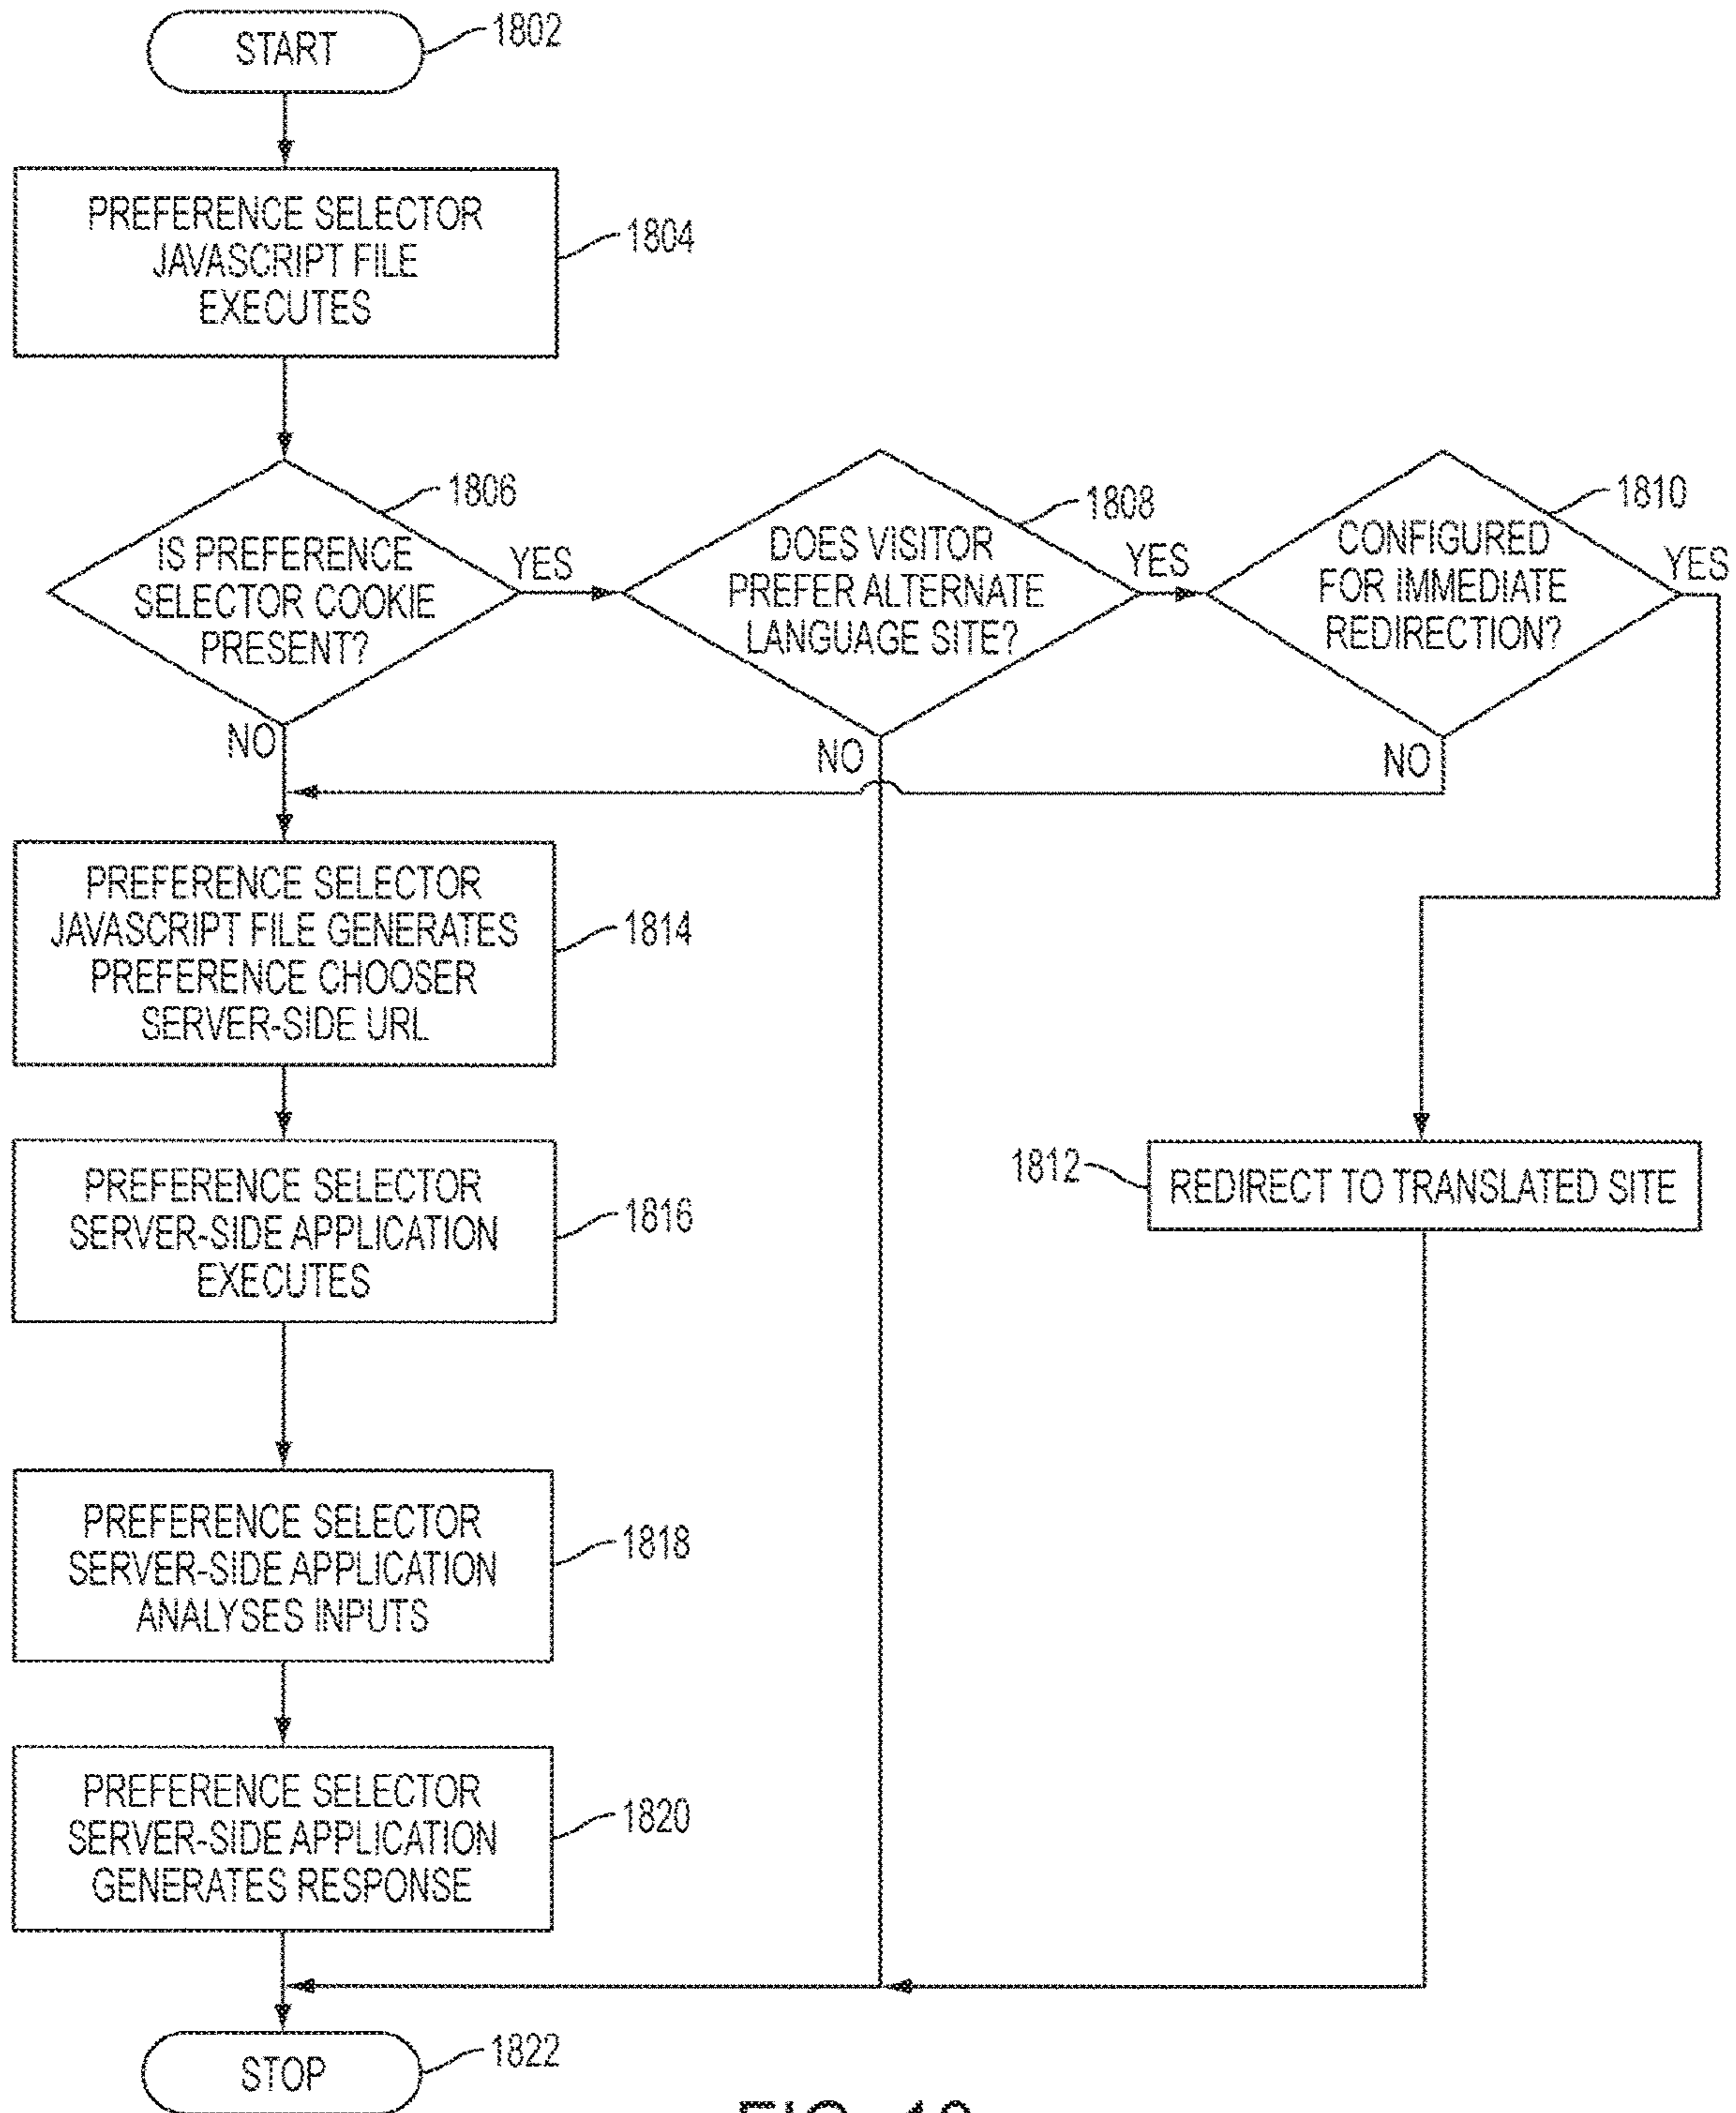 START
1802
PREFERENCE SELECTOR
JAVASCRIPT FILE
EXECUTES
1804
IS PREFERENCE
SELECTOR COOKIE
PRESENT?
1806
YES
NO
DOES VISITOR
PREFER ALTERNATE
LANGUAGE SITE?
1808
YES
NO
CONFIGURED
FOR IMMEDIATE
REDIRECTION?
1810
YES
NO
PREFERENCE SELECTOR
JAVASCRIPT FILE GENERATES
PREFERENCE CHOOSER
SERVER-SIDE URL
1814
PREFERENCE SELECTOR
SERVER-SIDE APPLICATION
EXECUTES
1816
1812
REDIRECT TO TRANSLATED SITE
PREFERENCE SELECTOR
SERVER-SIDE APPLICATION
ANALYSES INPUTS
1818
PREFERENCE SELECTOR
SERVER-SIDE APPLICATION
GENERATES RESPONSE
1820
STOP
1822
FIG.